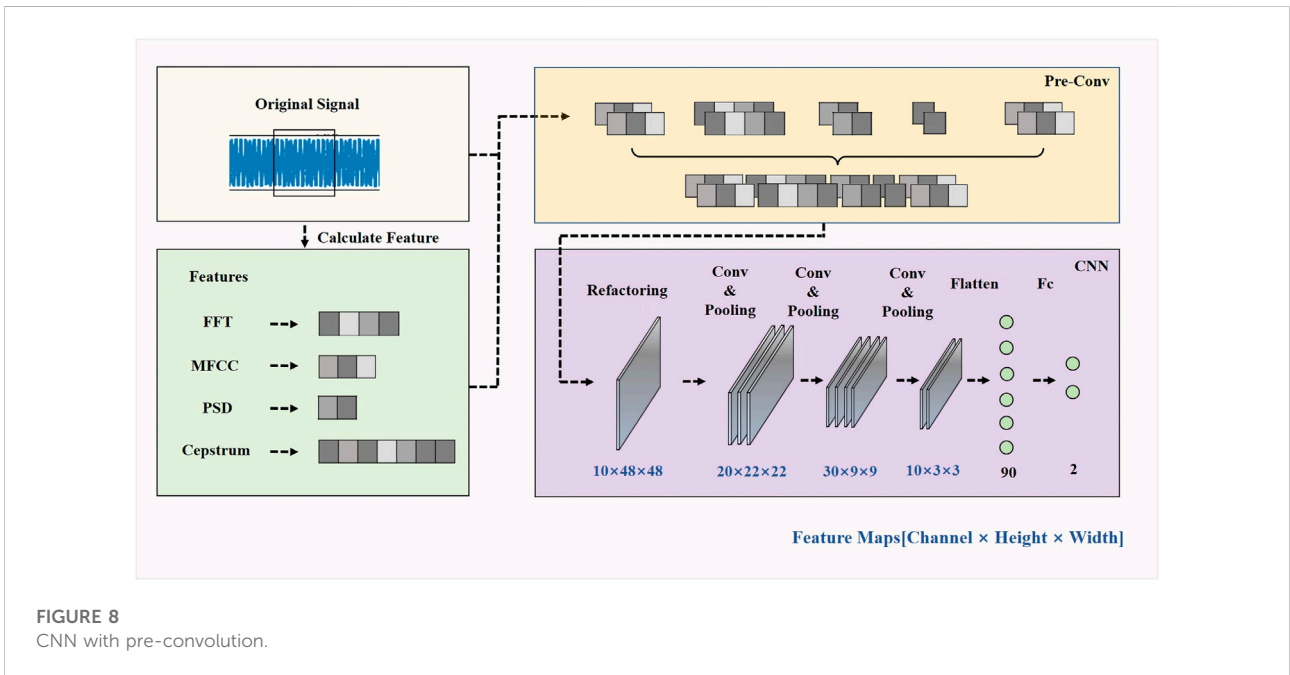 Original Signal
Calculate Feature
Features
FFT
MFCC
PSD
Cepstrum
Pre-Conv
CNN
Refactoring
Conv
&
Pooling
Conv
&
Pooling
Conv
&
Pooling
Flatten
Fc
10×48×48
20×22×22
30×9×9
10×3×3
90
2
Feature Maps[Channel × Height × Width]
FIGURE 8
CNN with pre-convolution.